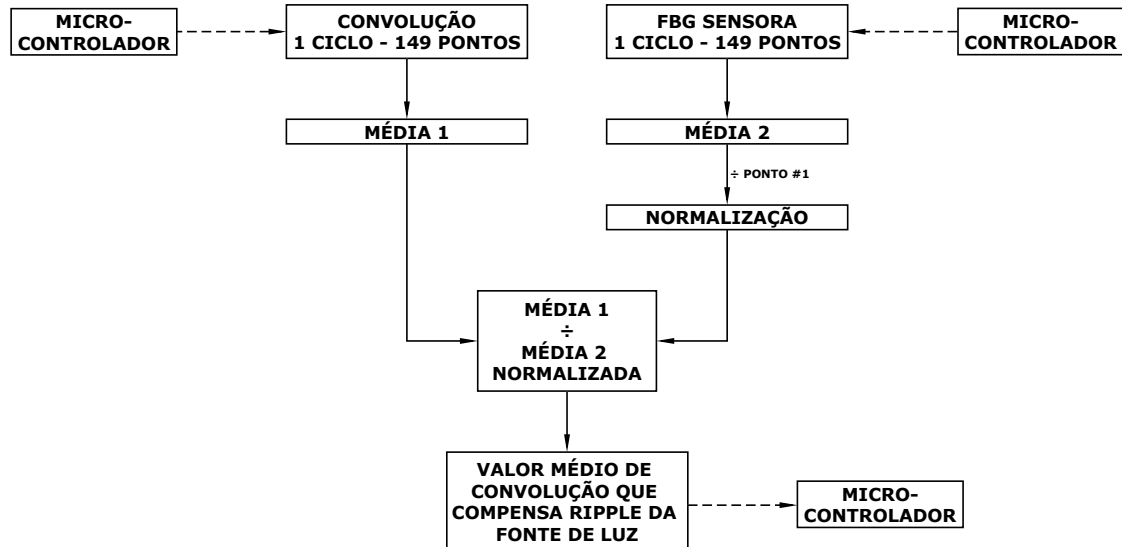 MICRO-
CONTROLADOR
CONVOLUÇÃO
1 CICLO - 149 PONTOS
FBG SENSORA
1 CICLO - 149 PONTOS
MICRO-
CONTROLADOR
MÉDIA 1
MÉDIA 2
÷ PONTO #1
NORMALIZAÇÃO
MÉDIA 1
÷
MÉDIA 2
NORMALIZADA
VALOR MÉDIO DE
CONVOLUÇÃO QUE
COMPENSA RIPPLE DA
FONTE DE LUZ
MICRO-
CONTROLADOR